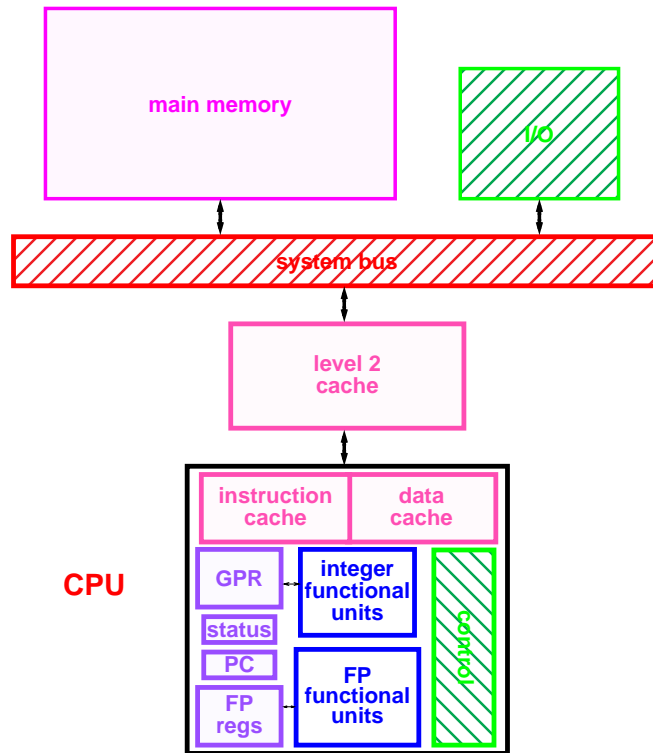 main memory
I/O
system bus
level 2
cache
instruction
cache
data
cache
CPU
GPR
integer
functional
units
status
PC
FP
regs
FP
functional
units
control